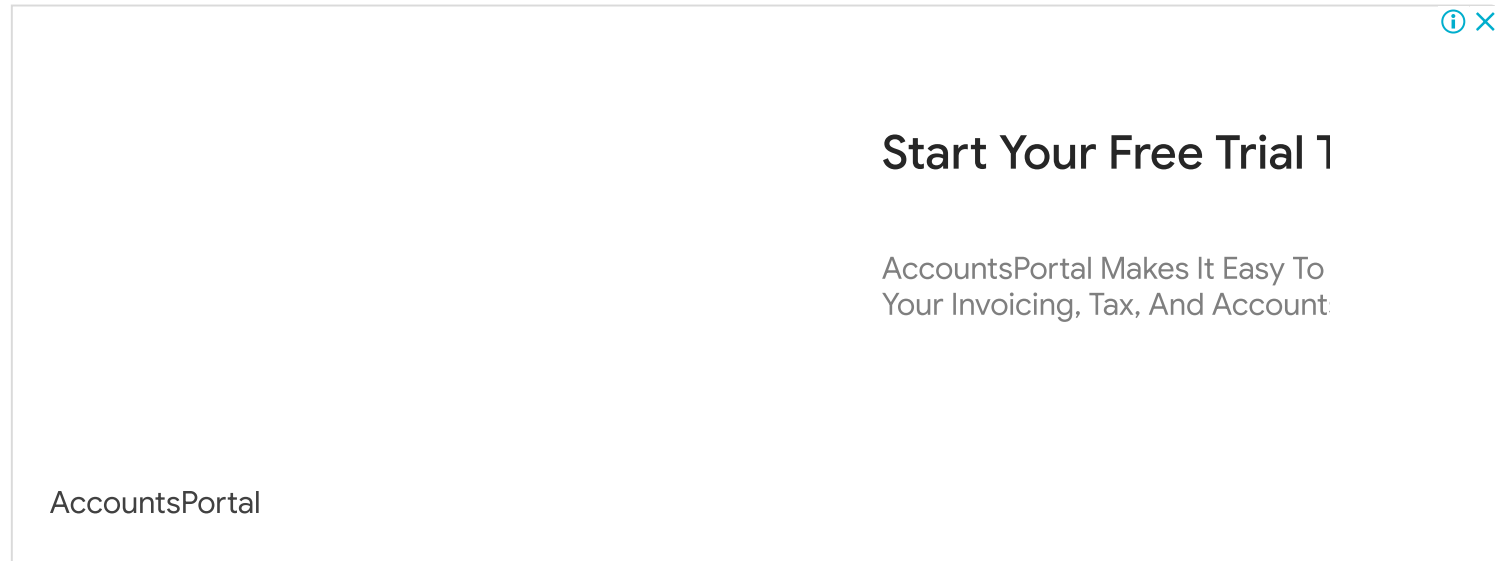 Start Your Free Trial
AccountsPortal Makes It Easy To
Your Invoicing, Tax, And
AccountsPortal